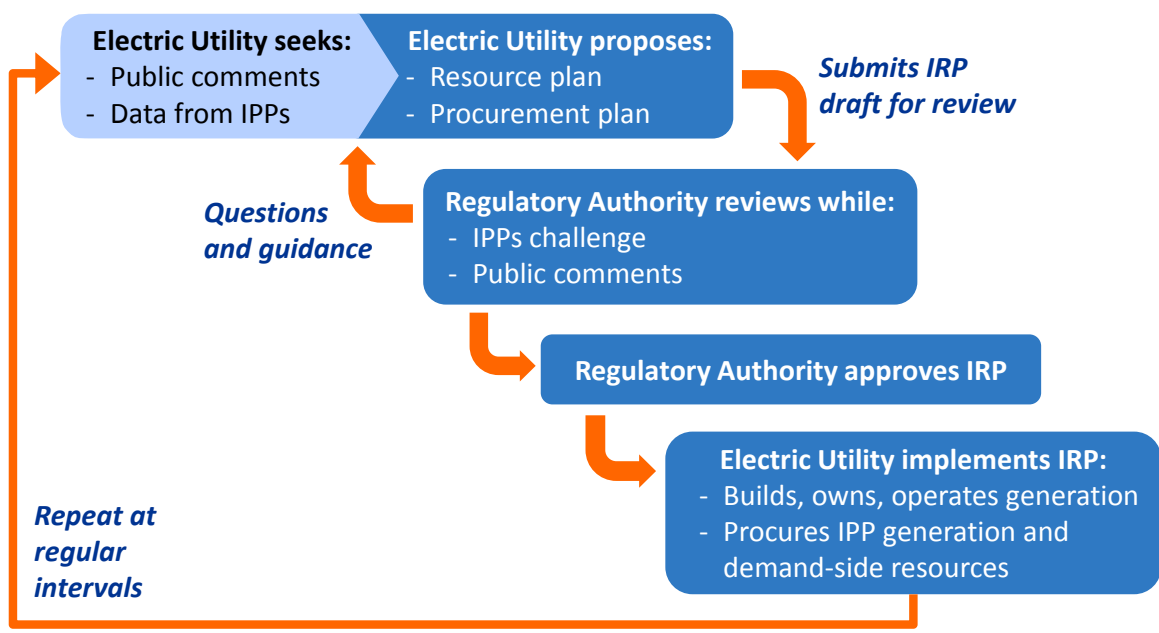 Electric Utility seeks:
- Public comments
- Data from IPPs
Electric Utility proposes:
- Resource plan
- Procurement plan
Submits IRP
draft for review
Questions
and guidance
Regulatory Authority reviews while:
- IPPs challenge
- Public comments
Regulatory Authority approves IRP
Electric Utility implements IRP:
- Builds, owns, operates generation
- Procures IPP generation and
demand-side resources
Repeat at
regular
intervals